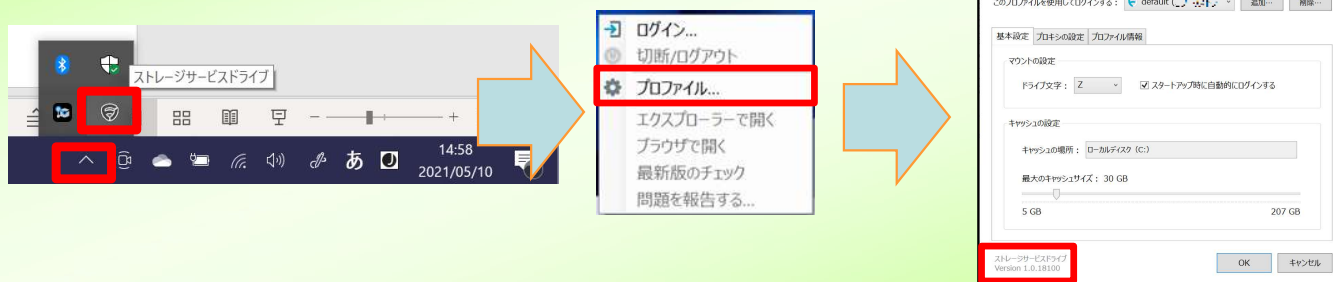 ストレージサービスドライブ
あ
14:58
2021/05/10
ログイン...
切断/ログアウト
プロファイル...
エクスプローラーで開く
ブラウザで開く
最新版のチェック
問題を報告する...
このプロファイルを使用してログインする： default (
追加...
削除...
基本設定 プロキシの設定 プロファイル情報
マウントの設定
ドライブ文字： Z
スタートアップ時に自動的にログインする
キャッシュの設定
キャッシュの場所： ローカルディスク (C:)
最大のキャッシュサイズ： 30 GB
5 GB
207 GB
ストレージサービスドライブ
Version 1.0.18100
OK
キャンセル